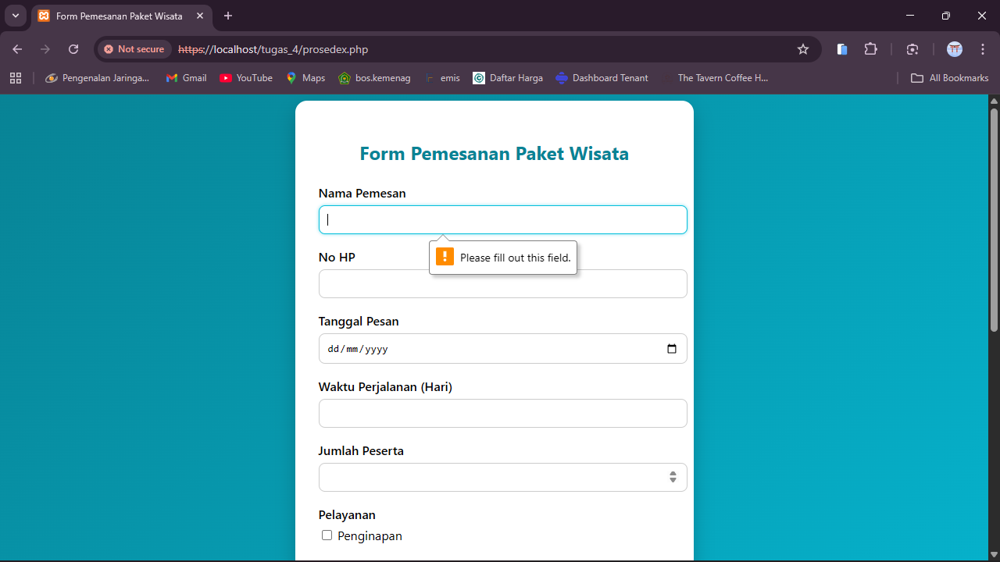 Form Pemesanan Paket Wisata
Not secure https://localhost/tugas_4/prosedex.php
Pengenalan Jaringa... Gmail YouTube Maps bos.kemenag emis Daftar Harga Dashboard Tenant The Tavern Coffee H... All Bookmarks
Form Pemesanan Paket Wisata
Nama Pemesan
Please fill out this field.
No HP
Tanggal Pesan
dd/mm/yyyy
Waktu Perjalanan (Hari)
Jumlah Peserta
Pelayanan
Penginapan